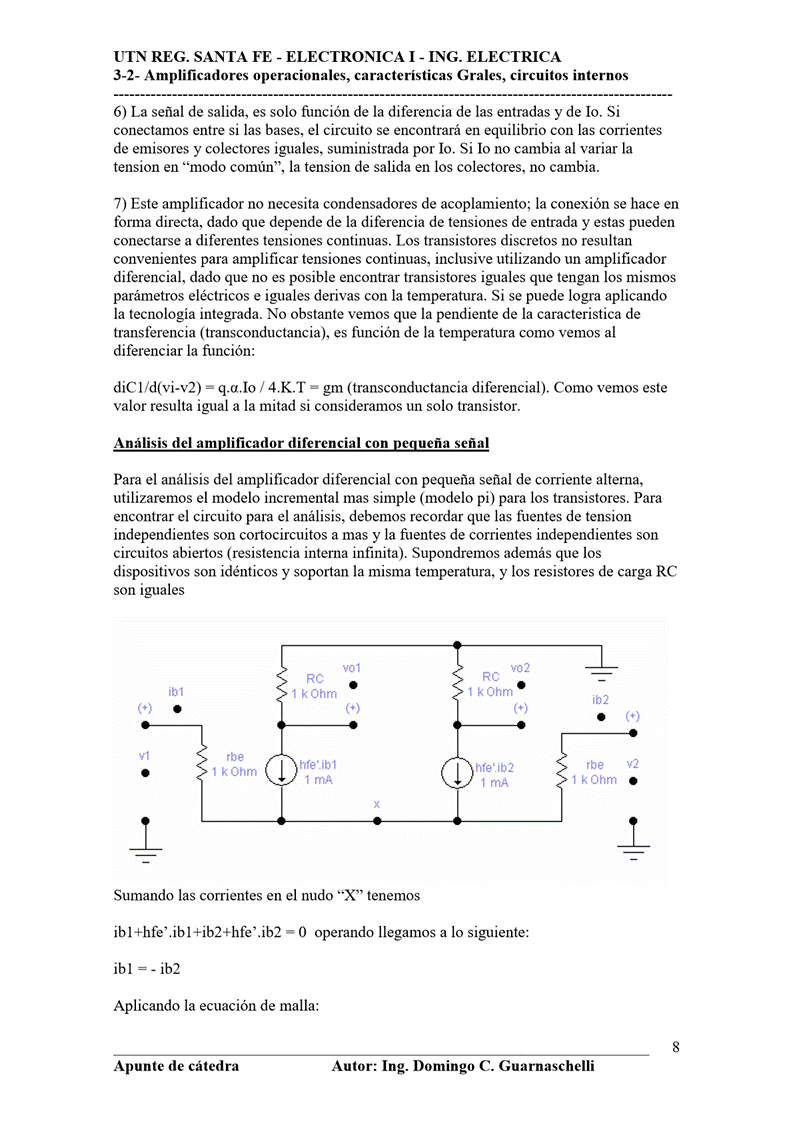 UTN REG. SANTA FE - ELECTRONICA I - ING. ELECTRICA
3-2- Amplificadores operacionales, características Grales, circuitos internos
-----------------------------------------------------------------------------------------------------------
6) La señal de salida, es solo función de la diferencia de las entradas y de Io. Si
conectamos entre si las bases, el circuito se encontrará en equilibrio con las corrientes
de emisores y colectores iguales, suministrada por Io. Si Io no cambia al variar la
tension en “modo común”, la tension de salida en los colectores, no cambia.
7) Este amplificador no necesita condensadores de acoplamiento; la conexión se hace en
forma directa, dado que depende de la diferencia de tensiones de entrada y estas pueden
conectarse a diferentes tensiones continuas. Los transistores discretos no resultan
convenientes para amplificar tensiones continuas, inclusive utilizando un amplificador
diferencial, dado que no es posible encontrar transistores iguales que tengan los mismos
parámetros eléctricos e iguales derivas con la temperatura. Si se puede logra aplicando
la tecnología integrada. No obstante vemos que la pendiente de la caracteristica de
transferencia (transconductancia), es función de la temperatura como vemos al
diferenciar la función:
diC1/d(vi-v2) = q.α.Io / 4.K.T = gm (transconductancia diferencial). Como vemos este
valor resulta igual a la mitad si consideramos un solo transistor.
Análisis del amplificador diferencial con pequeña señal
Para el análisis del amplificador diferencial con pequeña señal de corriente alterna,
utilizaremos el modelo incremental mas simple (modelo pi) para los transistores. Para
encontrar el circuito para el análisis, debemos recordar que las fuentes de tension
independientes son cortocircuitos a mas y la fuentes de corrientes independientes son
circuitos abiertos (resistencia interna infinita). Supondremos además que los
dispositivos son idénticos y soportan la misma temperatura, y los resistores de carga RC
son iguales
RC
1 k Ohm
vo1
(+)
RC
1 k Ohm
vo2
(+)
ib1
(+)
ib2
(+)
v1
rbe
1 k Ohm
hfe'.ib1
1 mA
hfe'.ib2
1 mA
rbe
1 k Ohm
v2
x
Sumando las corrientes en el nudo “X” tenemos
ib1+hfe’.ib1+ib2+hfe’.ib2 = 0 operando llegamos a lo siguiente:
ib1 = - ib2
Aplicando la ecuación de malla:
8
Apunte de cátedra Autor: Ing. Domingo C. Guarnaschelli